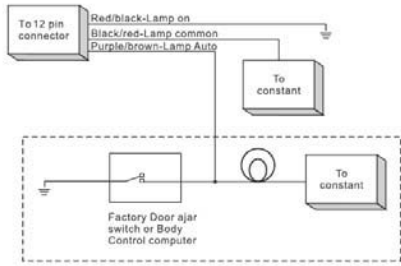 To 12 pin
connector
Red/black-Lamp on
Black/red-Lamp common
Purple/brown-Lamp Auto
To
constant
To
constant
Factory Door ajar
switch or Body
Control computer